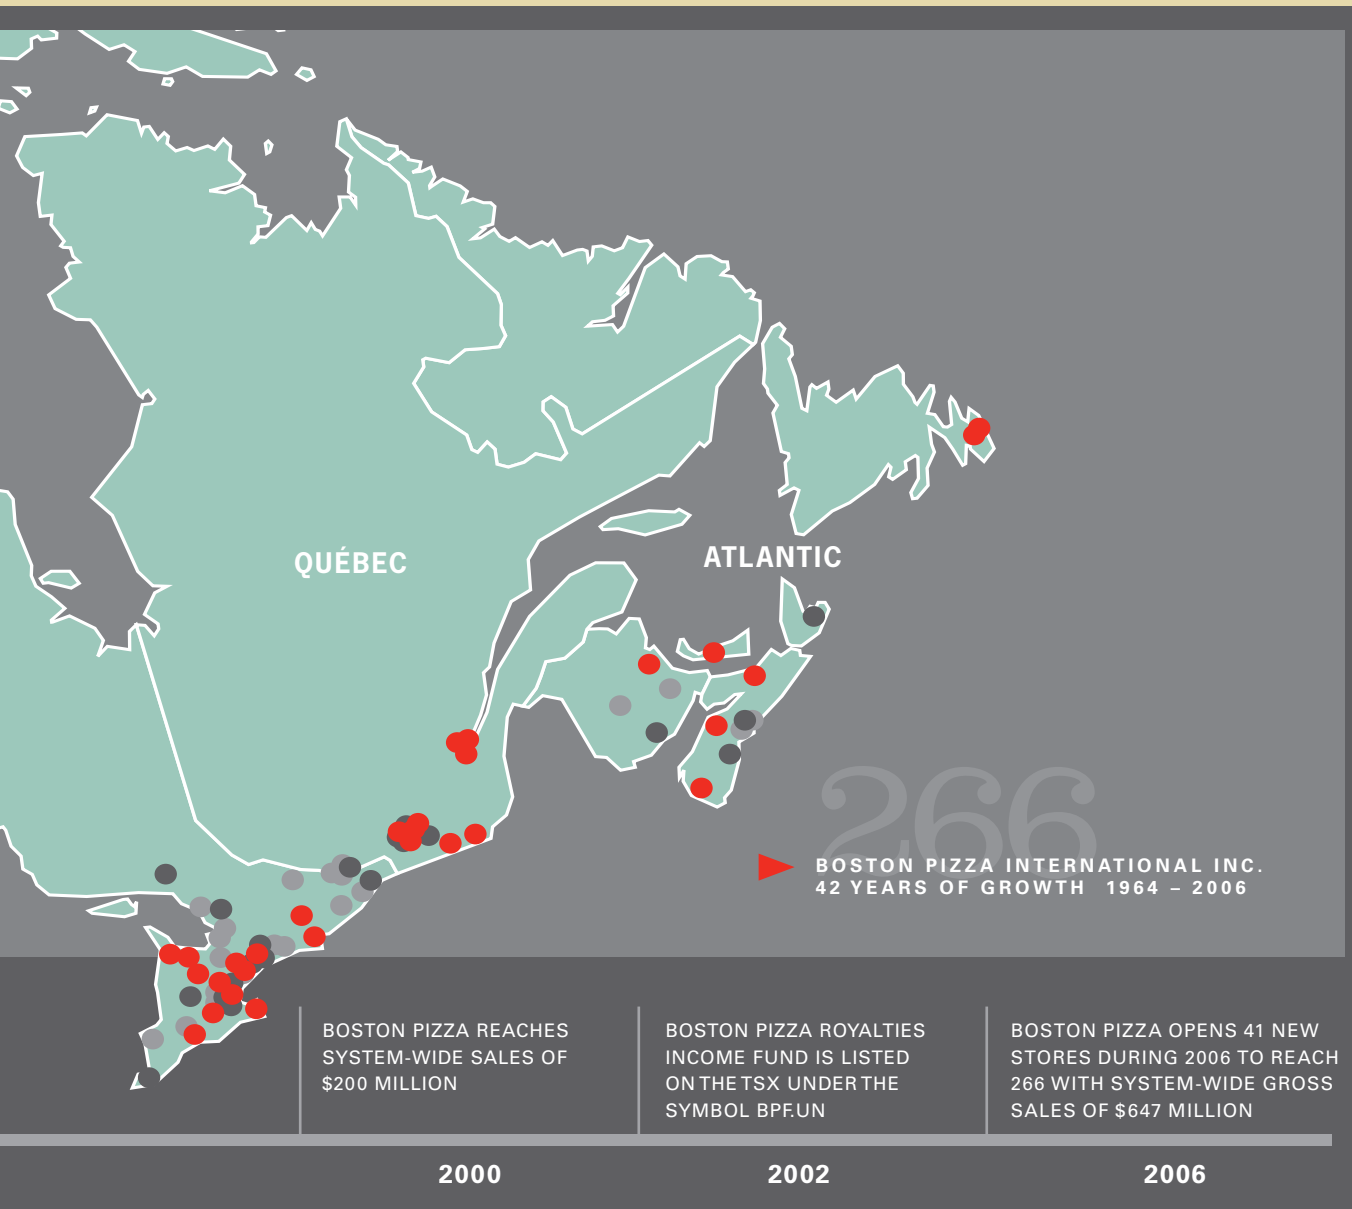 QUÉBEC
ATLANTIC
266
BOSTON PIZZA INTERNATIONAL INC.
42 YEARS OF GROWTH 1964 – 2006
BOSTON PIZZA REACHES
SYSTEM-WIDE SALES OF
$200 MILLION
BOSTON PIZZA ROYALTIES
INCOME FUND IS LISTED
ON THE TSX UNDER THE
SYMBOL BPF.UN
BOSTON PIZZA OPENS 41 NEW
STORES DURING 2006 TO REACH
266 WITH SYSTEM-WIDE GROSS
SALES OF $647 MILLION
2000
2002
2006